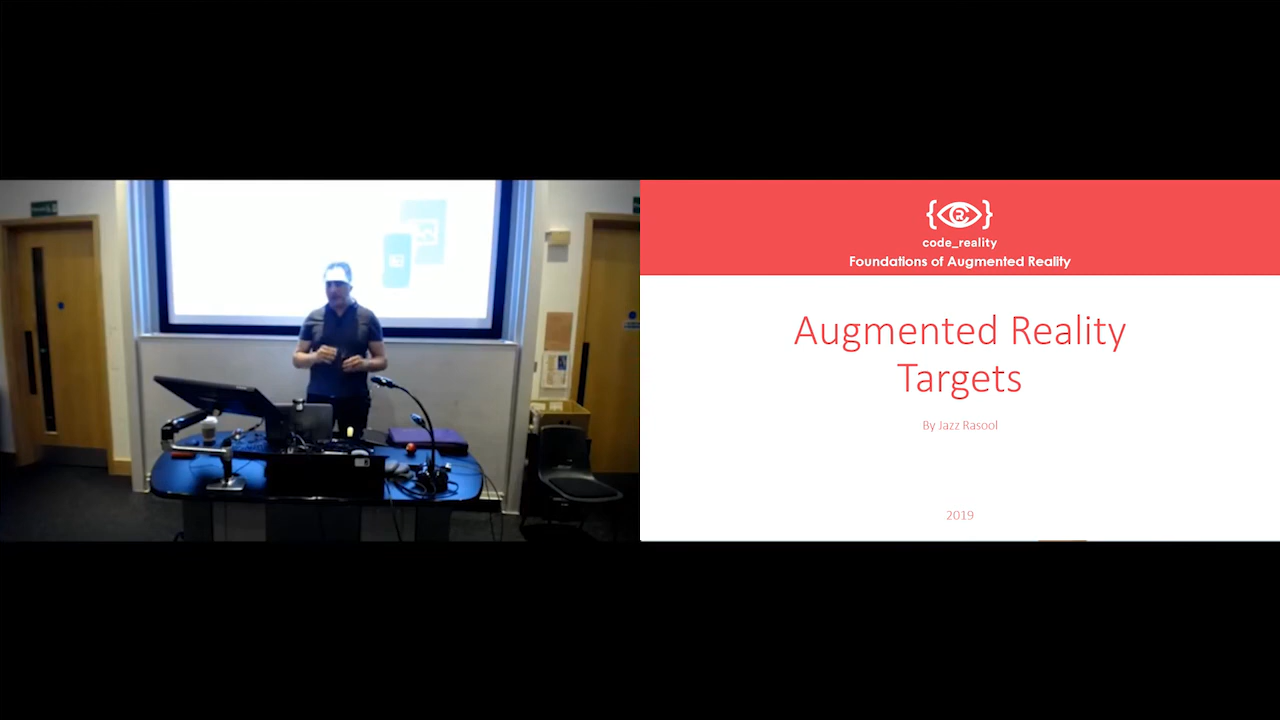 code_reality
Foundations of Augmented Reality
Augmented Reality
Targets
By Jazz Rasool
2019